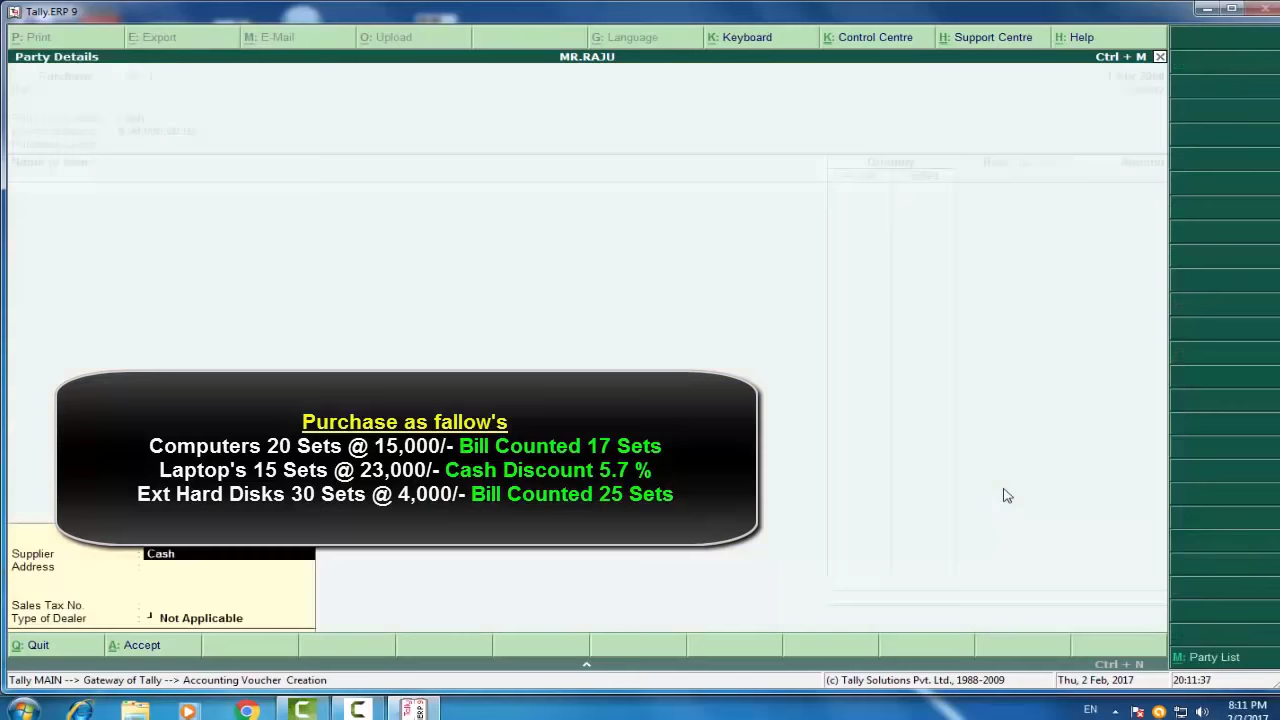 Tally.ERP 9
P: Print E: Export M: E-Mail O: Upload G: Language K: Keyboard K: Control Centre H: Support Centre H: Help
Party Details MR.RAJU Ctrl + M
Purchase as fallow's
Computers 20 Sets @ 15,000/- Bill Counted 17 Sets
Laptop's 15 Sets @ 23,000/- Cash Discount 5.7 %
Ext Hard Disks 30 Sets @ 4,000/- Bill Counted 25 Sets
Supplier : Cash
Address :
Sales Tax No. :
Type of Dealer : ┘ Not Applicable
Q: Quit A: Accept
M: Party List
Ctrl + N
Tally MAIN --> Gateway of Tally --> Accounting Voucher Creation (c) Tally Solutions Pvt. Ltd., 1988-2009 Thu, 2 Feb, 2017 20:11:37
EN 8:11 PM
2/2/2017